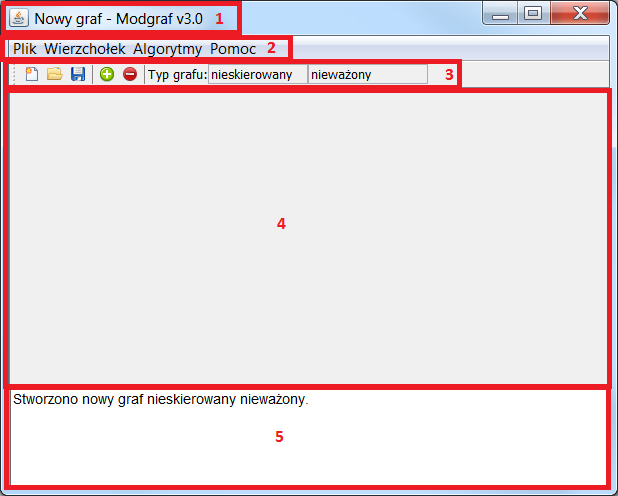 Nowy graf - Modgraf v3.0 1
Plik Wierzchołek Algorytmy Pomoc 2
Typ grafu: nieskierowany nieważony 3
4
Stworzono nowy graf nieskierowany nieważony.
5